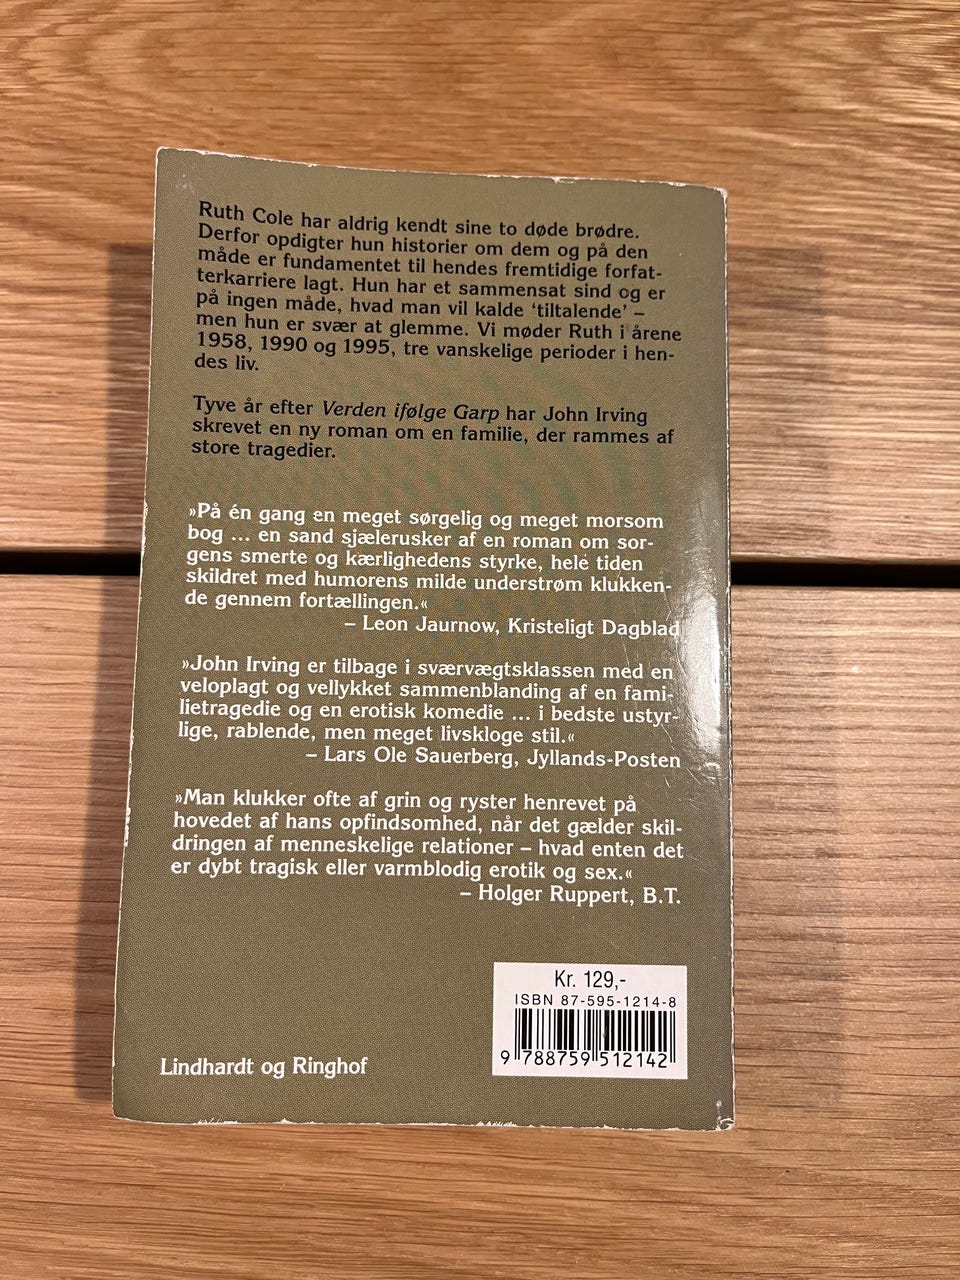 Ruth Cole har aldrig kendt sine to døde brødre.
Derfor opdigter hun historier om dem og på den
måde er fundamentet til hendes fremtidige forfat-
terkarriere lagt. Hun har et sammensat sind og er
på ingen måde, hvad man vil kalde ‘tiltalende’ –
men hun er svær at glemme. Vi møder Ruth i årene
1958, 1990 og 1995, tre vanskelige perioder i hen-
des liv.
Tyve år efter Verden ifølge Garp har John Irving
skrevet en ny roman om en familie, der rammes af
store tragedier.
»På én gang en meget sørgelig og meget morsom
bog ... en sand sjælerusker af en roman om sor-
gens smerte og kærlighedens styrke, hele tiden
skildret med humorens milde understrøm klukken-
de gennem fortællingen.«
– Leon Jaurnow, Kristeligt Dagblad
»John Irving er tilbage i sværvægtsklassen med en
veloplagt og vellykket sammenblanding af en fami-
lietragedie og en erotisk komedie ... i bedste ustyr-
lige, rablende, men meget livskloge stil.«
– Lars Ole Sauerberg, Jyllands-Posten
»Man klukker ofte af grin og ryster henrevet på
hovedet af hans opfindsomhed, når det gælder skil-
dringen af menneskelige relationer – hvad enten det
er dybt tragisk eller varmblodig erotik og sex.«
– Holger Ruppert, B.T.
Kr. 129,-
ISBN 87-595-1214-8
9 788759 512142
Lindhardt og Ringhof